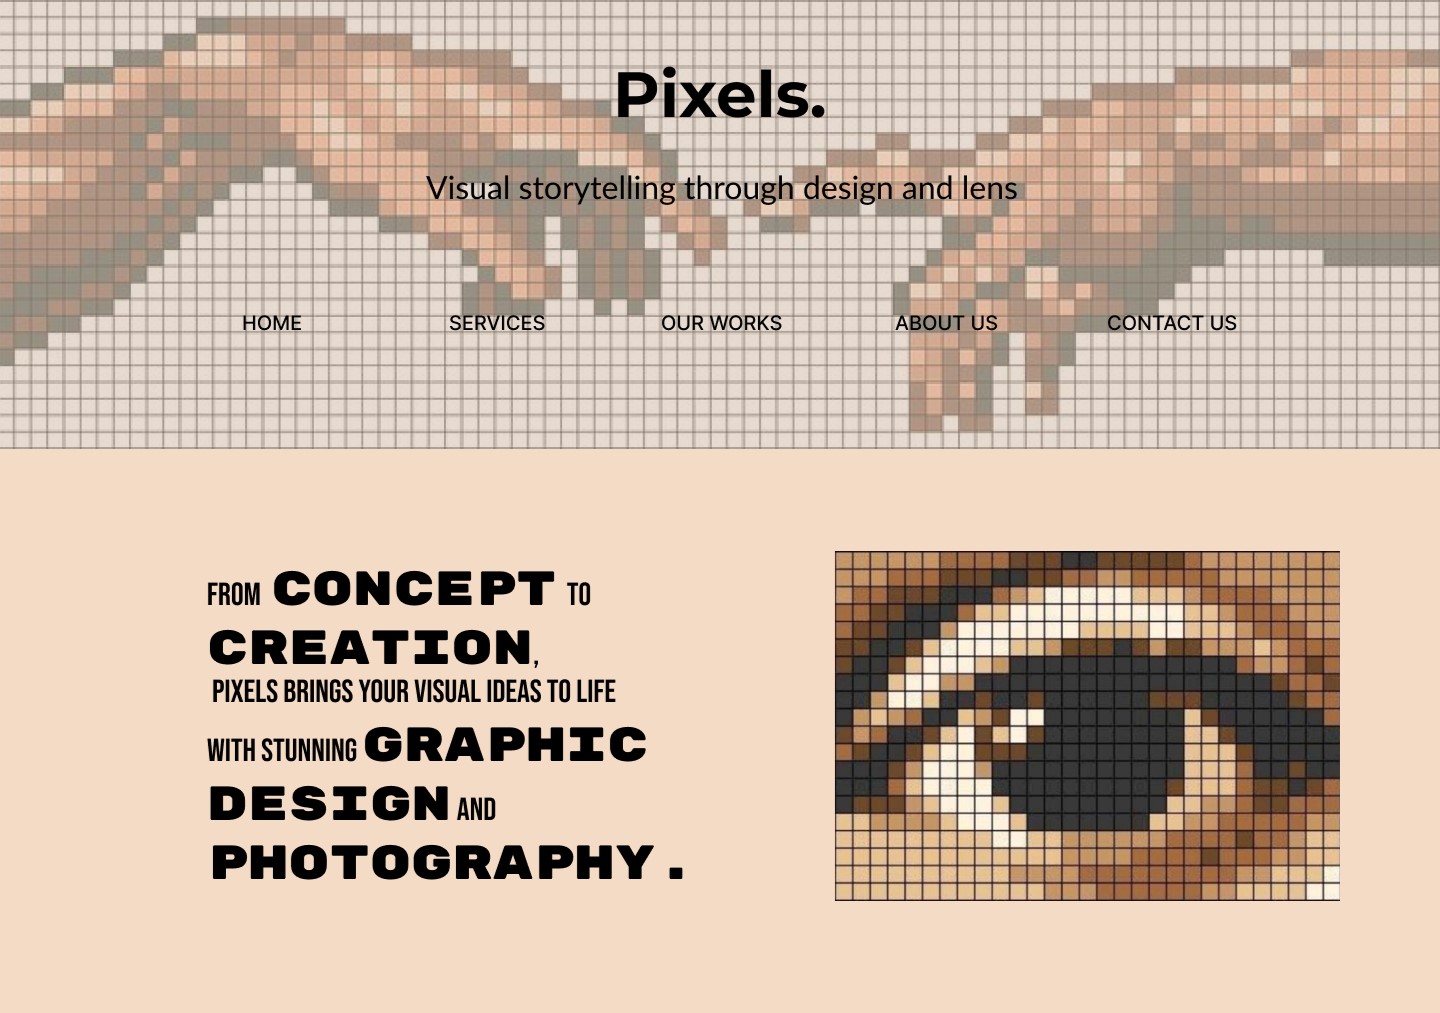 Pixels.
Visual storytelling through design and lens
HOME SERVICES OUR WORKS ABOUT US CONTACT US
FROM CONCEPT TO
CREATION,
PIXELS BRINGS YOUR VISUAL IDEAS TO LIFE
WITH STUNNING GRAPHIC
DESIGN AND
PHOTOGRAPHY .